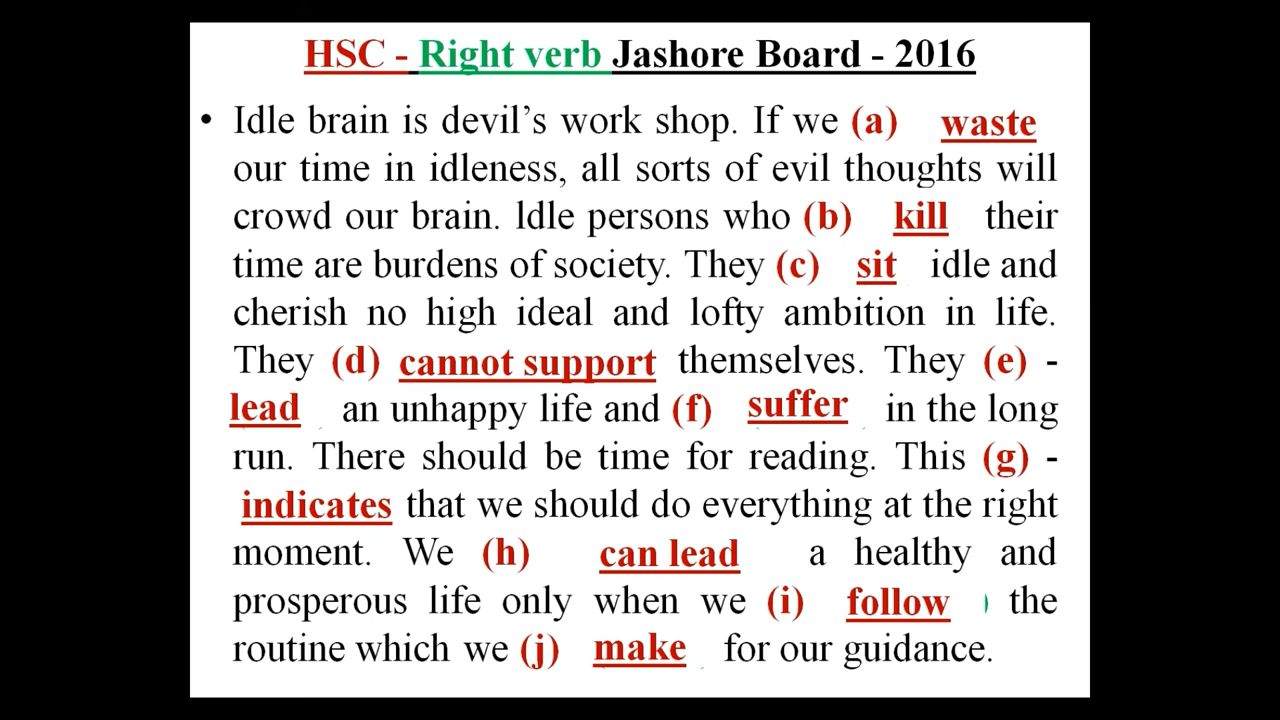 HSC - Right verb Jashore Board - 2016
• Idle brain is devil's work shop. If we (a) waste
our time in idleness, all sorts of evil thoughts will
crowd our brain. ldle persons who (b) kill their
time are burdens of society. They (c) sit idle and
cherish no high ideal and lofty ambition in life.
They (d) cannot support themselves. They (e) -
lead an unhappy life and (f) suffer in the long
run. There should be time for reading. This (g) -
indicates that we should do everything at the right
moment. We (h) can lead a healthy and
prosperous life only when we (i) follow ) the
routine which we (j) make for our guidance.